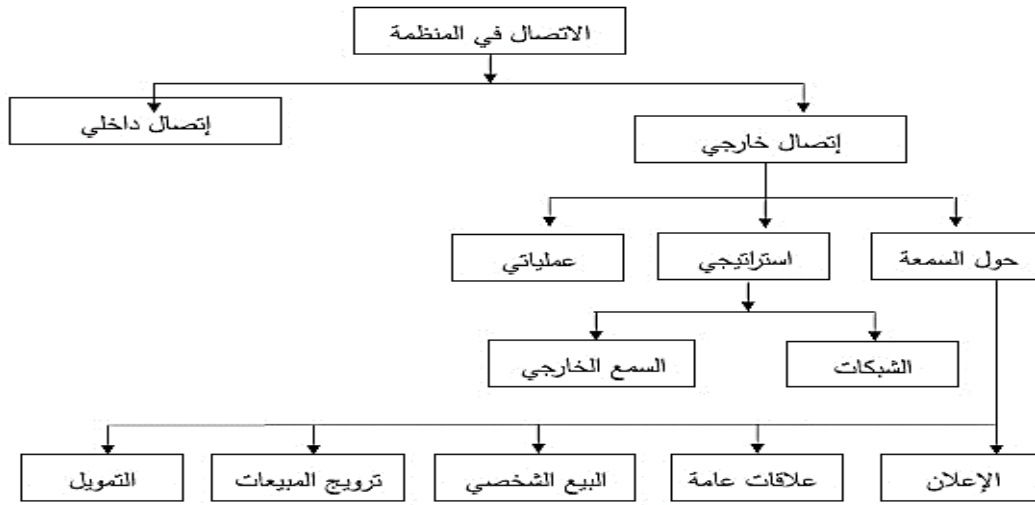 الاتصال في المنظمة
إتصال داخلي
إتصال خارجي
حول السمعة
استراتيجي
عملياتي
الشبكات
السمع الخارجي
الإعلان
علاقات عامة
البيع الشخصي
ترويج المبيعات
التمويل